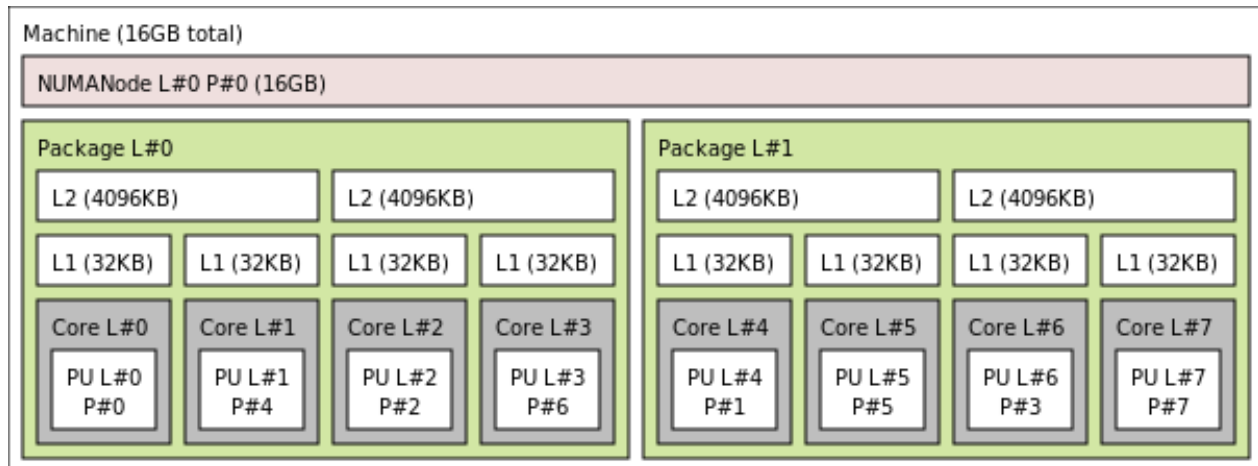 Machine (16GB total)
NUMANode L#0 P#0 (16GB)
Package L#0
L2 (4096KB)
L2 (4096KB)
L1 (32KB)
L1 (32KB)
L1 (32KB)
L1 (32KB)
Core L#0
PU L#0
P#0
Core L#1
PU L#1
P#4
Core L#2
PU L#2
P#2
Core L#3
PU L#3
P#6
Package L#1
L2 (4096KB)
L2 (4096KB)
L1 (32KB)
L1 (32KB)
L1 (32KB)
L1 (32KB)
Core L#4
PU L#4
P#1
Core L#5
PU L#5
P#5
Core L#6
PU L#6
P#3
Core L#7
PU L#7
P#7